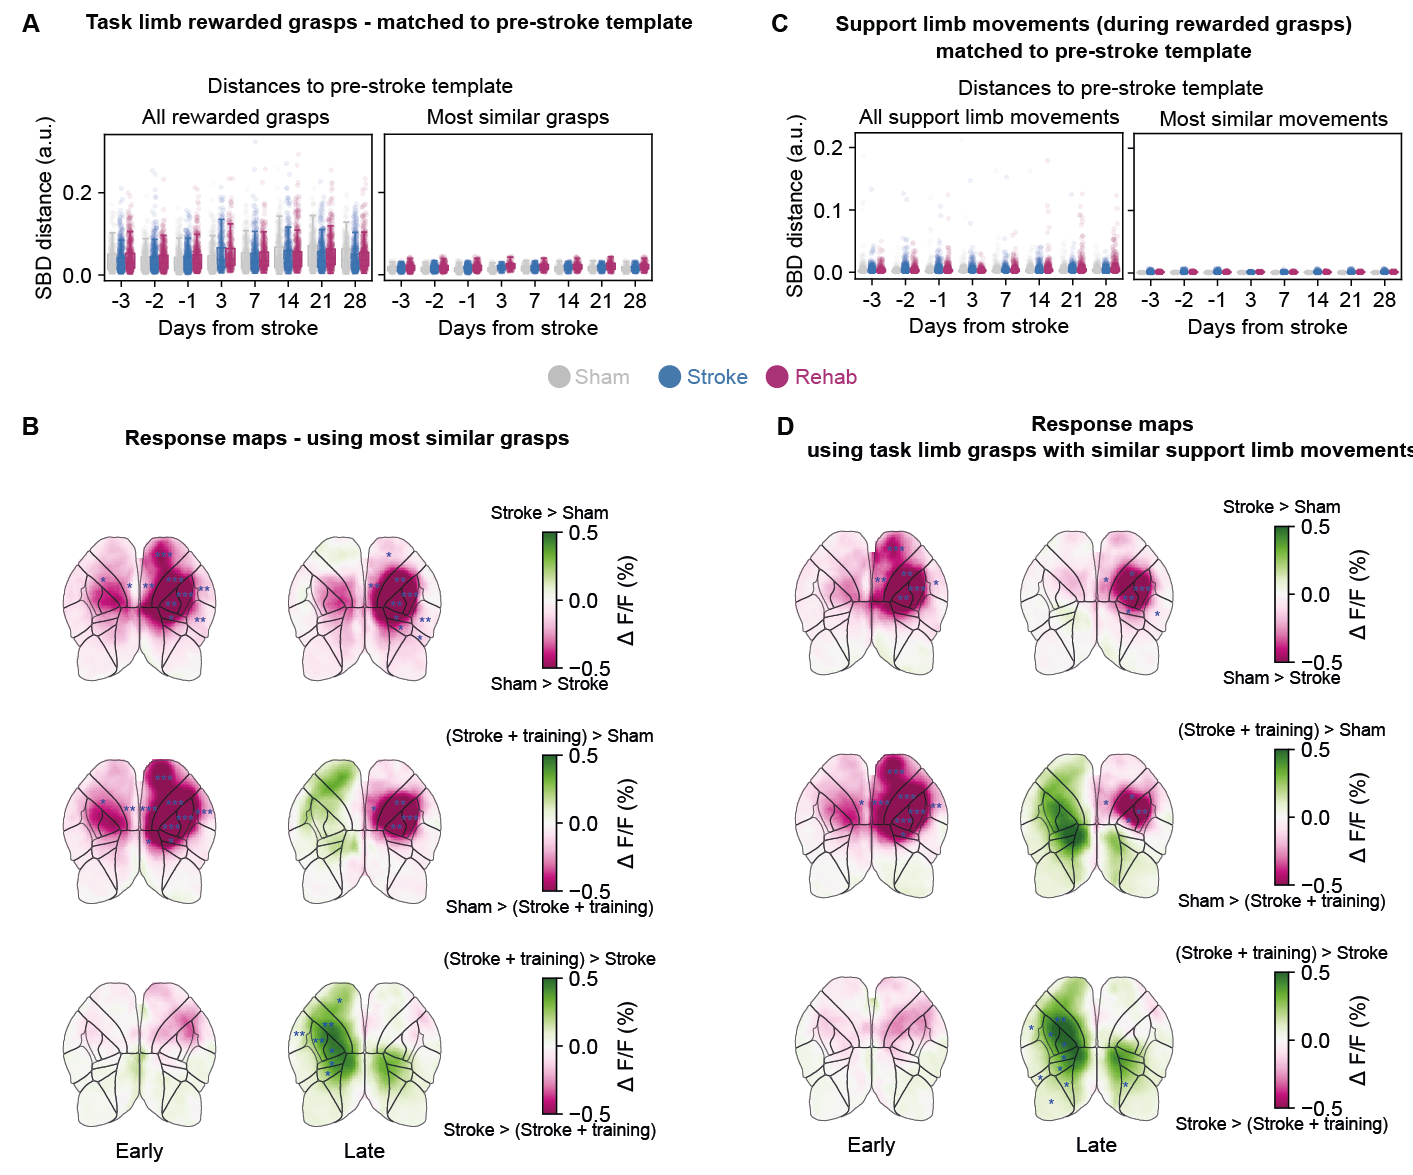 A
Task limb rewarded grasps - matched to pre-stroke template
Distances to pre-stroke template
All rewarded grasps
Most similar grasps
SBD distance (a.u.)
0.2
0.0
-3 -2 -1 3 7 14 21 28
-3 -2 -1 3 7 14 21 28
Days from stroke
Days from stroke
C
Support limb movements (during rewarded grasps)
matched to pre-stroke template
Distances to pre-stroke template
All support limb movements
Most similar movements
SBD distance (a.u.)
0.2
0.1
0.0
-3 -2 -1 3 7 14 21 28
-3 -2 -1 3 7 14 21 28
Days from stroke
Days from stroke
Sham Stroke Rehab
B
Response maps - using most similar grasps
Stroke > Sham
0.5
0.0
−0.5
Δ F/F (%)
Sham > Stroke
(Stroke + training) > Sham
0.5
0.0
−0.5
Δ F/F (%)
Sham > (Stroke + training)
(Stroke + training) > Stroke
0.5
0.0
−0.5
Δ F/F (%)
Stroke > (Stroke + training)
Early
Late
D
Response maps
using task limb grasps with similar support limb movements
Stroke > Sham
0.5
0.0
−0.5
Δ F/F (%)
Sham > Stroke
(Stroke + training) > Sham
0.5
0.0
−0.5
Δ F/F (%)
Sham > (Stroke + training)
(Stroke + training) > Stroke
0.5
0.0
−0.5
Δ F/F (%)
Stroke > (Stroke + training)
Early
Late